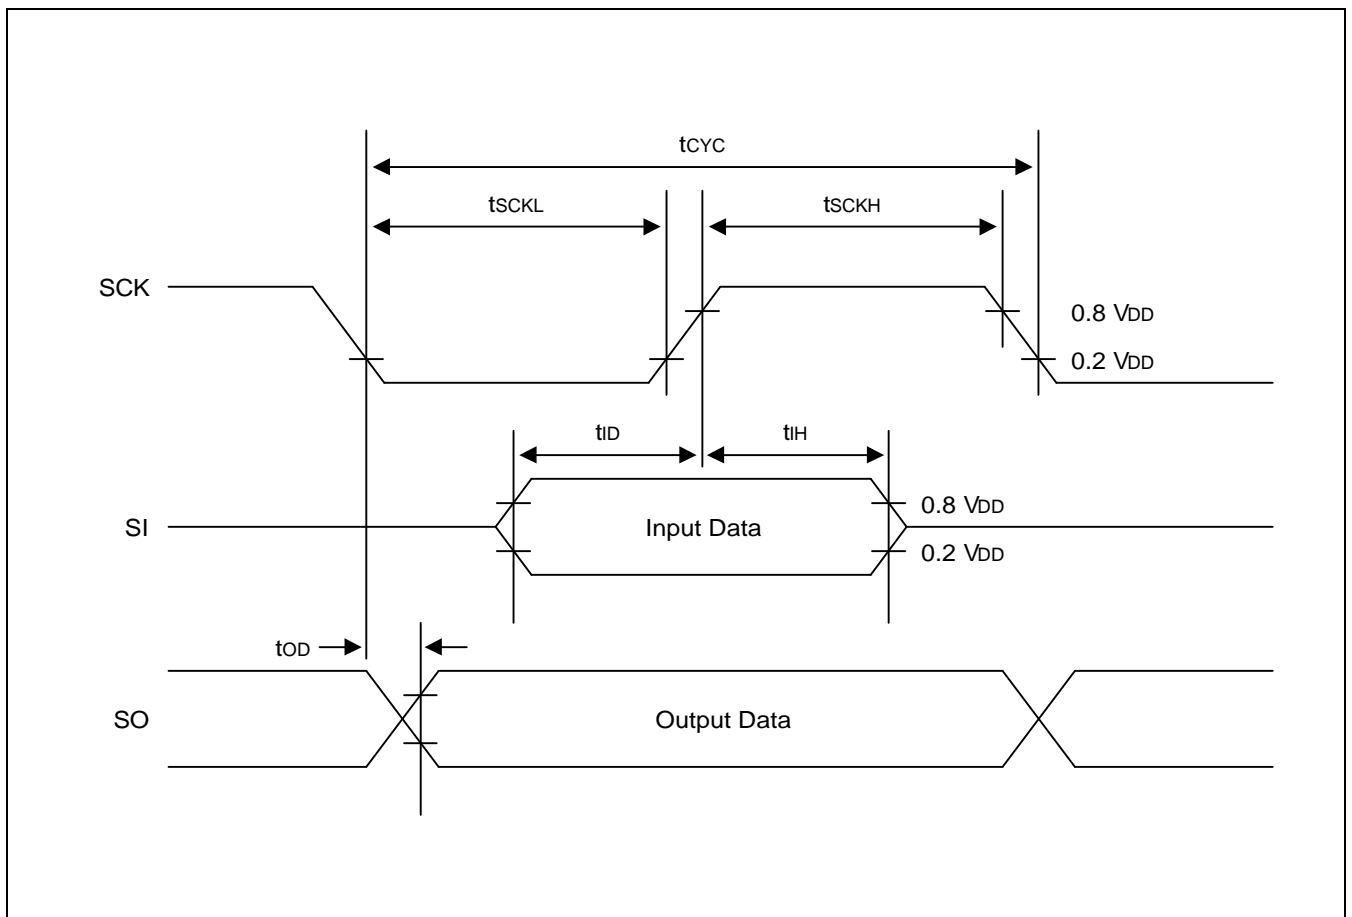 tCYC
tSCKL tSCKH
SCK
0.8 VDD
0.2 VDD
tID tIH
SI Input Data 0.8 VDD
0.2 VDD
tOD
SO Output Data